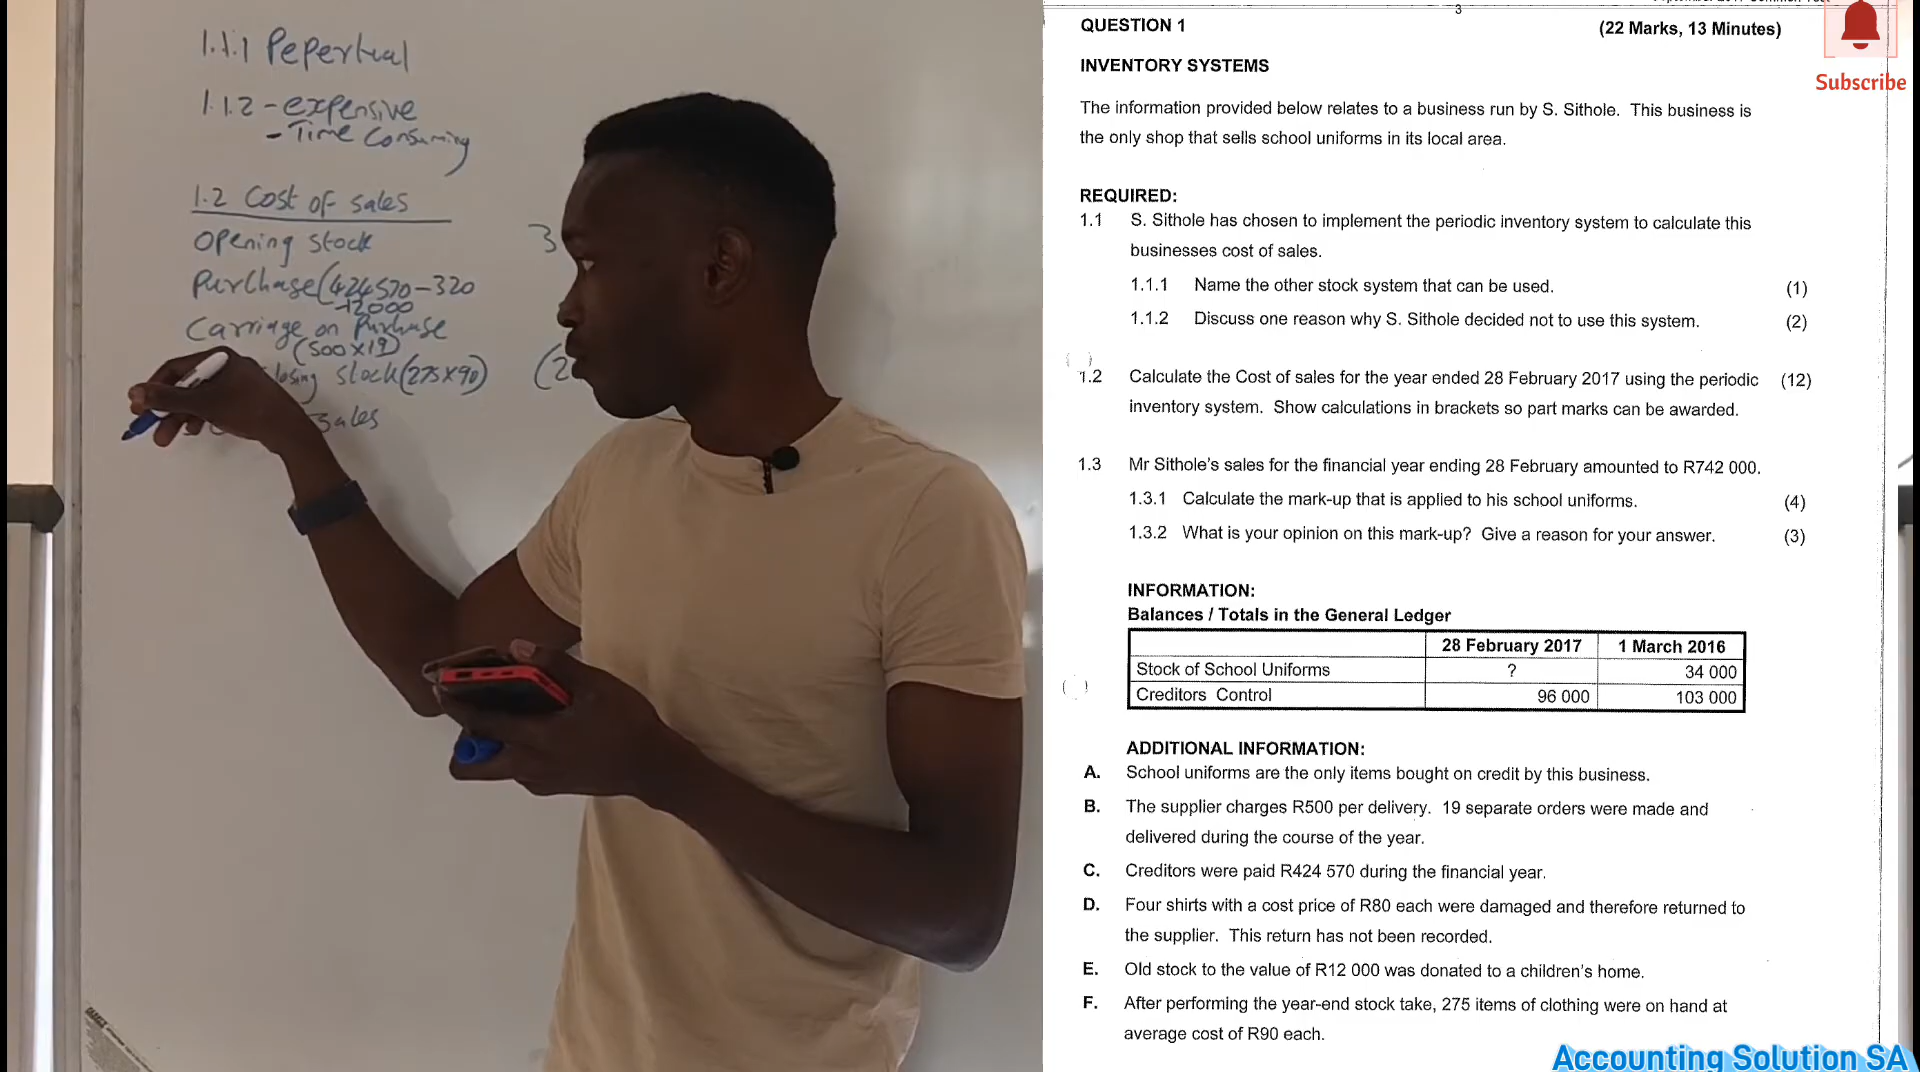 1.1.1 Pepertual
1.1.2 - expensive
- Time Consuming
1.2 Cost of sales
Opening stock
3
Purchase (424570-320
-12000
Carriage on Purchase
(500x19)
losing stock (275x90)
(2
sales
3
QUESTION 1
(22 Marks, 13 Minutes)
Subscribe
INVENTORY SYSTEMS
The information provided below relates to a business run by S. Sithole. This business is
the only shop that sells school uniforms in its local area.
REQUIRED:
1.1 S. Sithole has chosen to implement the periodic inventory system to calculate this
businesses cost of sales.
1.1.1 Name the other stock system that can be used. (1)
1.1.2 Discuss one reason why S. Sithole decided not to use this system. (2)
1.2 Calculate the Cost of sales for the year ended 28 February 2017 using the periodic (12)
inventory system. Show calculations in brackets so part marks can be awarded.
1.3 Mr Sithole's sales for the financial year ending 28 February amounted to R742 000.
1.3.1 Calculate the mark-up that is applied to his school uniforms. (4)
1.3.2 What is your opinion on this mark-up? Give a reason for your answer. (3)
INFORMATION:
Balances / Totals in the General Ledger
28 February 2017 1 March 2016
Stock of School Uniforms ? 34 000
Creditors Control 96 000 103 000
ADDITIONAL INFORMATION:
A. School uniforms are the only items bought on credit by this business.
B. The supplier charges R500 per delivery. 19 separate orders were made and
delivered during the course of the year.
C. Creditors were paid R424 570 during the financial year.
D. Four shirts with a cost price of R80 each were damaged and therefore returned to
the supplier. This return has not been recorded.
E. Old stock to the value of R12 000 was donated to a children's home.
F. After performing the year-end stock take, 275 items of clothing were on hand at
average cost of R90 each.
Accounting Solution SA